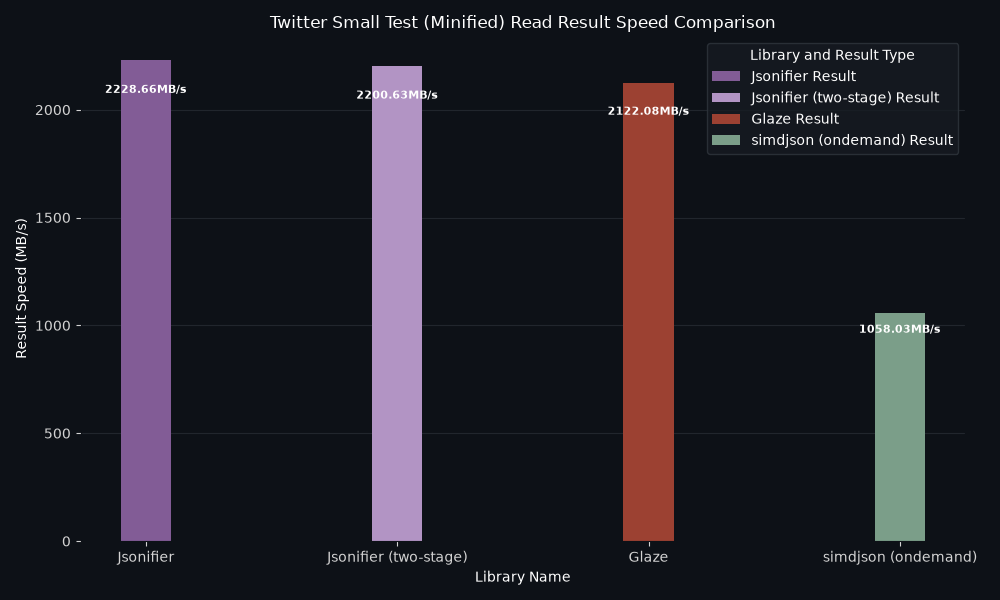 Twitter Small Test (Minified) Read Result Speed Comparison
Library and Result Type
Jsonifier Result
Jsonifier (two-stage) Result
Glaze Result
simdjson (ondemand) Result
2228.66MB/s
2200.63MB/s
2122.08MB/s
1058.03MB/s
Result Speed (MB/s)
2000
1500
1000
500
0
Jsonifier
Jsonifier (two-stage)
Glaze
simdjson (ondemand)
Library Name